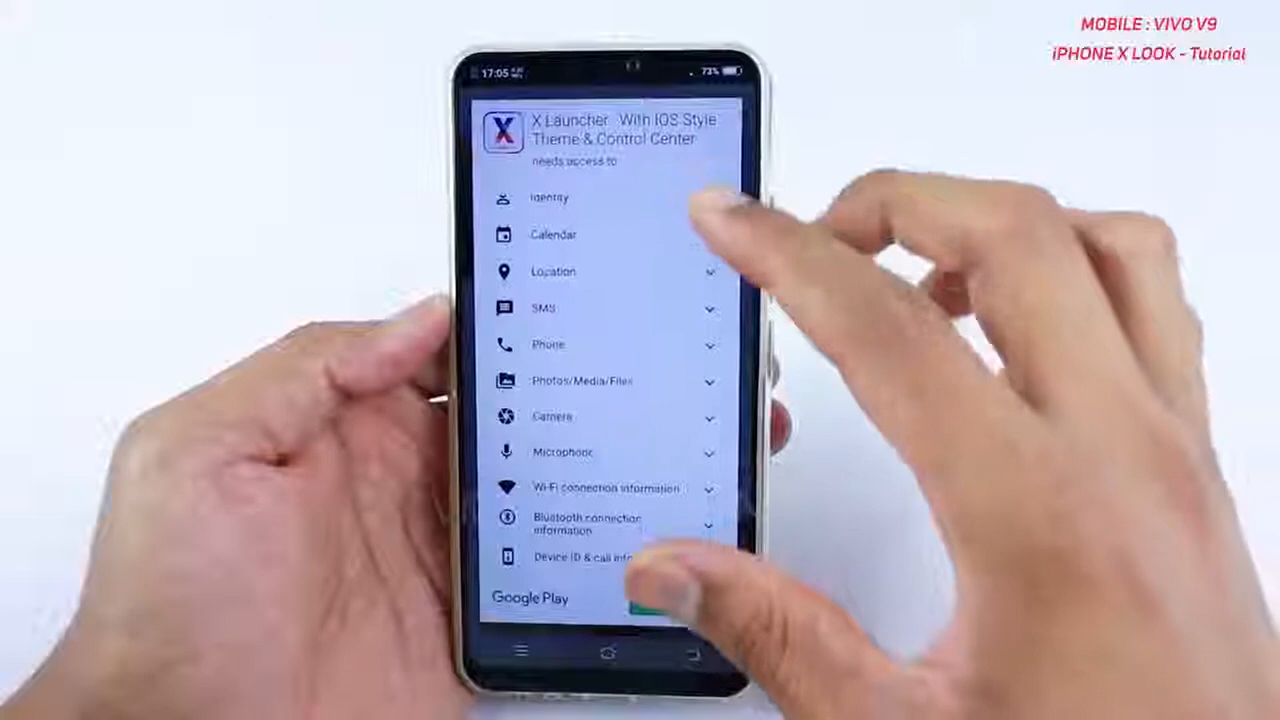 MOBILE : VIVO V9
iPHONE X LOOK - Tutorial
17:05
73%
X
X Launcher With IOS Style
Theme & Control Center
needs access to
Identity
Calendar
Location
SMS
Phone
Photos/Media/Files
Camera
Microphone
Wi-Fi connection information
Bluetooth connection
information
Device ID & call
Google Play